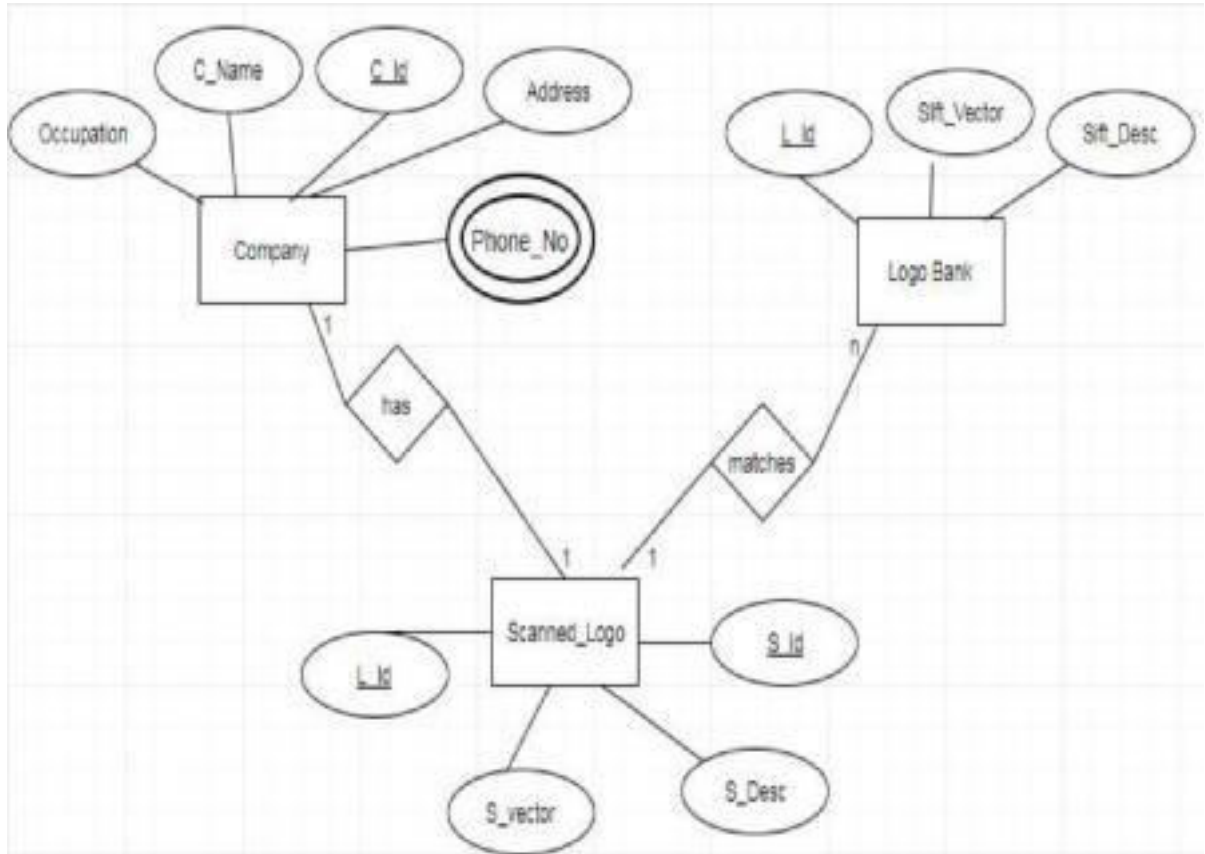 C_Name
C_Id
Address
Occupation
L_Id
Sift_Vector
Sift_Desc
Company
Phone_No
Logo Bank
1
n
has
matches
1
1
Scanned_Logo
L_Id
S_Id
S_vector
S_Desc